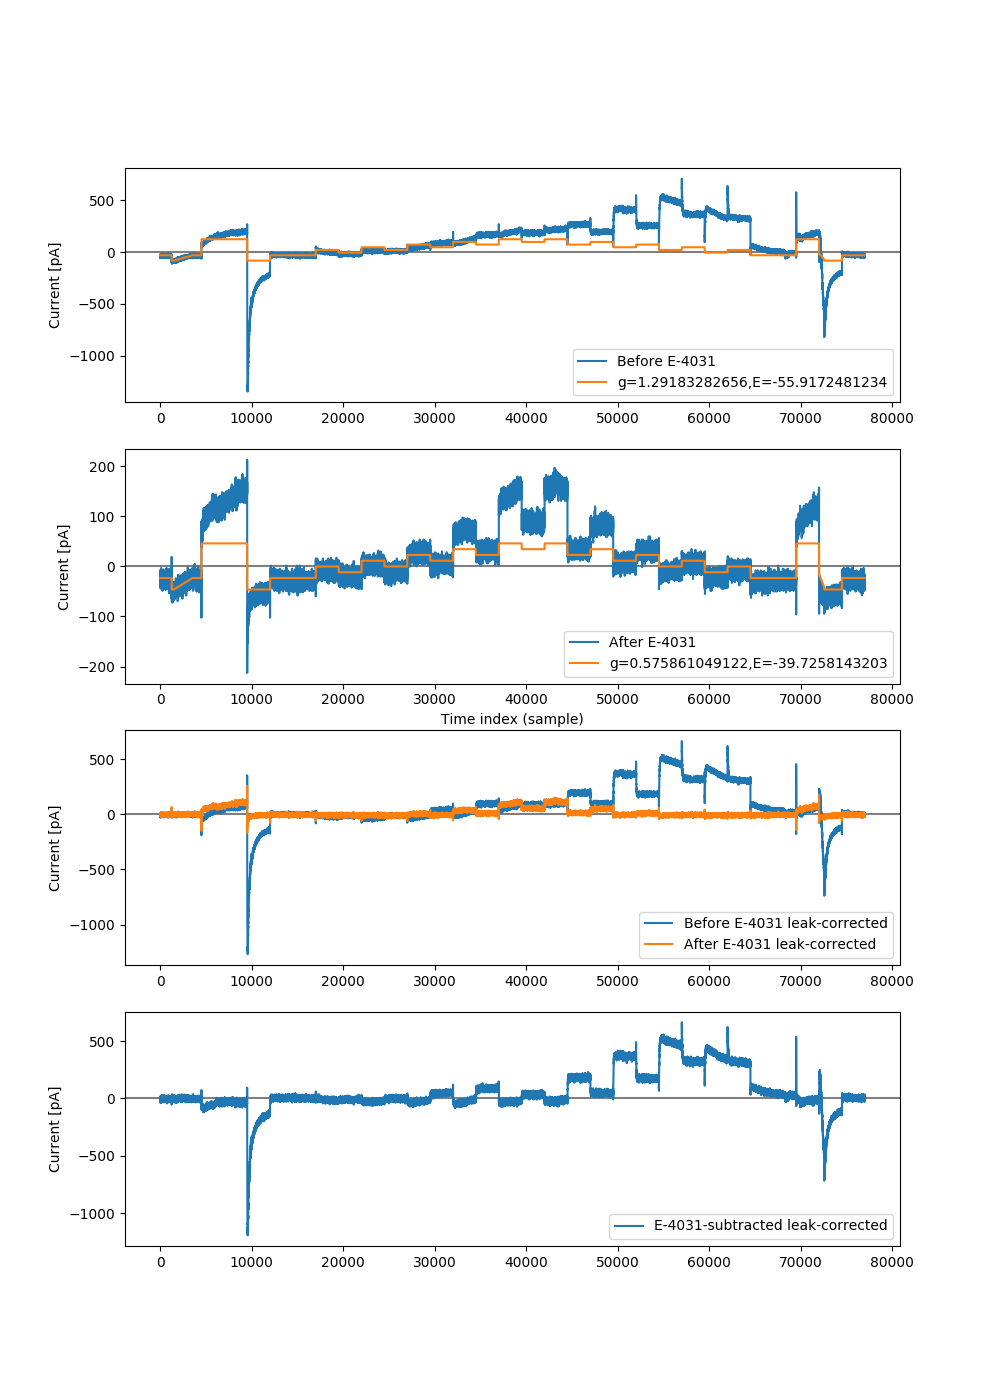 500
0
−500
−1000
Current [pA]
Before E-4031
g=1.29183282656,E=-55.9172481234
0 10000 20000 30000 40000 50000 60000 70000 80000
200
100
0
−100
−200
Current [pA]
After E-4031
g=0.575861049122,E=-39.7258143203
0 10000 20000 30000 40000 50000 60000 70000 80000
Time index (sample)
500
0
−500
−1000
Current [pA]
Before E-4031 leak-corrected
After E-4031 leak-corrected
0 10000 20000 30000 40000 50000 60000 70000 80000
500
0
−500
−1000
Current [pA]
E-4031-subtracted leak-corrected
0 10000 20000 30000 40000 50000 60000 70000 80000